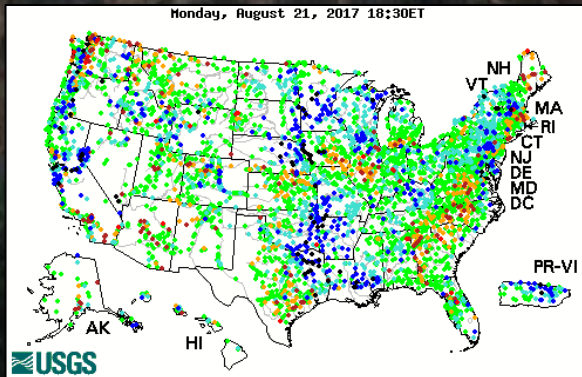 Monday, August 21, 2017 18:30ET
NH
VT
MA
RI
CT
NJ
DE
MD
DC
PR-VI
AK
HI
USGS